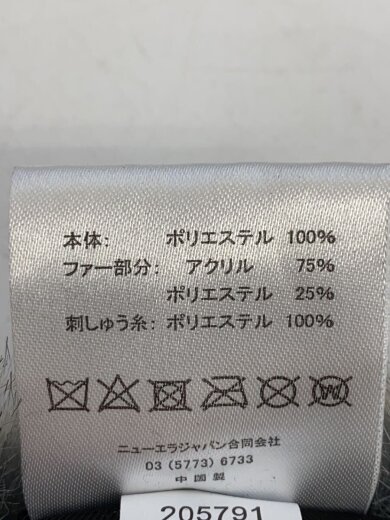 本体: ポリエステル 100%
ファー部分: アクリル 75%
ポリエステル 25%
刺しゅう糸: ポリエステル 100%
ニューエラジャパン合同会社
03 (5773) 6733
中国製
205791